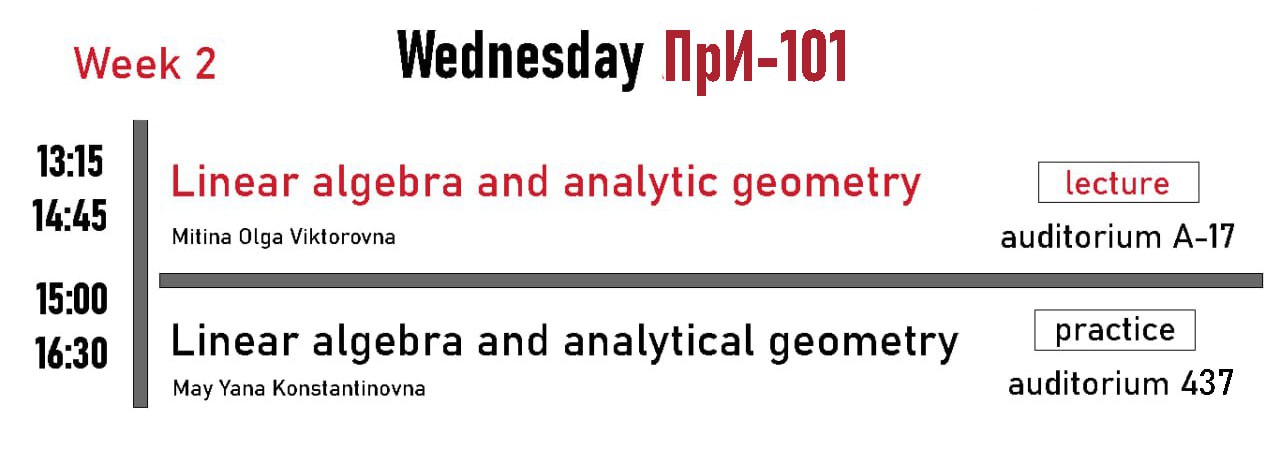 Week 2
Wednesday ПрИ-101
13:15
14:45
Linear algebra and analytic geometry
Mitina Olga Viktorovna
lecture
auditorium A-17
15:00
16:30
Linear algebra and analytical geometry
May Yana Konstantinovna
practice
auditorium 437